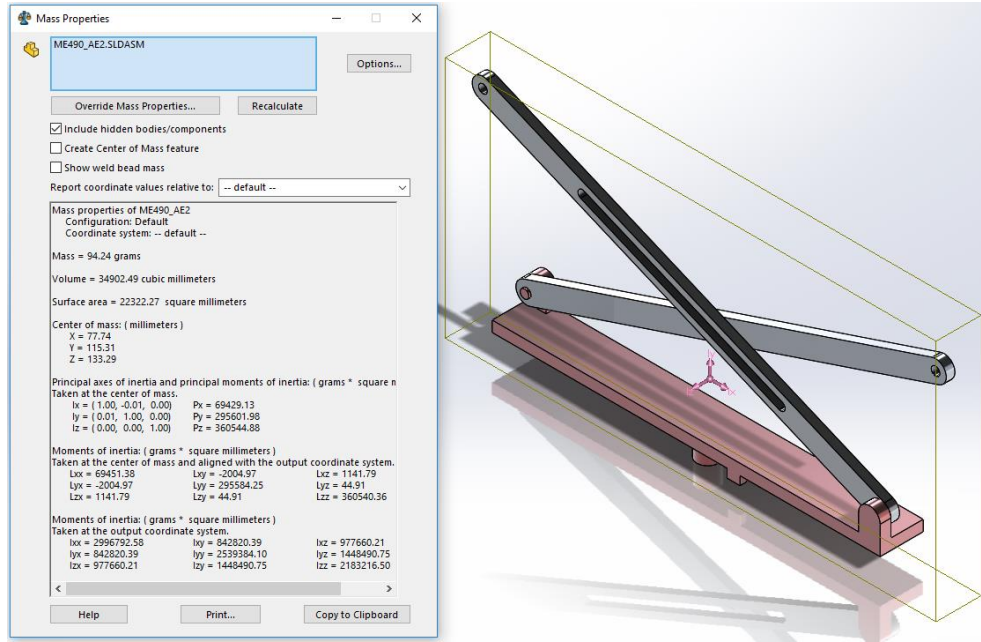 Mass Properties
ME490_AE2.SLDASM
Options...
Override Mass Properties...
Recalculate
Include hidden bodies/components
Create Center of Mass feature
Show weld bead mass
Report coordinate values relative to: -- default --
Mass properties of ME490_AE2
Configuration: Default
Coordinate system: -- default --
Mass = 94.24 grams
Volume = 34902.49 cubic millimeters
Surface area = 22322.27 square millimeters
Center of mass: ( millimeters )
X = 77.74
Y = 115.31
Z = 133.29
Principal axes of inertia and principal moments of inertia: ( grams * square n
Taken at the center of mass.
Ix = ( 1.00, -0.01, 0.00) Px = 69429.13
Iy = ( 0.01, 1.00, 0.00) Py = 295601.98
Iz = ( 0.00, 0.00, 1.00) Pz = 360544.88
Moments of inertia: ( grams * square millimeters )
Taken at the center of mass and aligned with the output coordinate system.
Lxx = 69451.38 Lxy = -2004.97 Lxz = 1141.79
Lyx = -2004.97 Lyy = 295584.25 Lyz = 44.91
Lzx = 1141.79 Lzy = 44.91 Lzz = 360540.36
Moments of inertia: ( grams * square millimeters )
Taken at the output coordinate system.
Ixx = 2996792.58 Ixy = 842820.39 Ixz = 977660.21
Iyx = 842820.39 Iyy = 2539384.10 Iyz = 1448490.75
Izx = 977660.21 Izy = 1448490.75 Izz = 2183216.50
Help
Print...
Copy to Clipboard